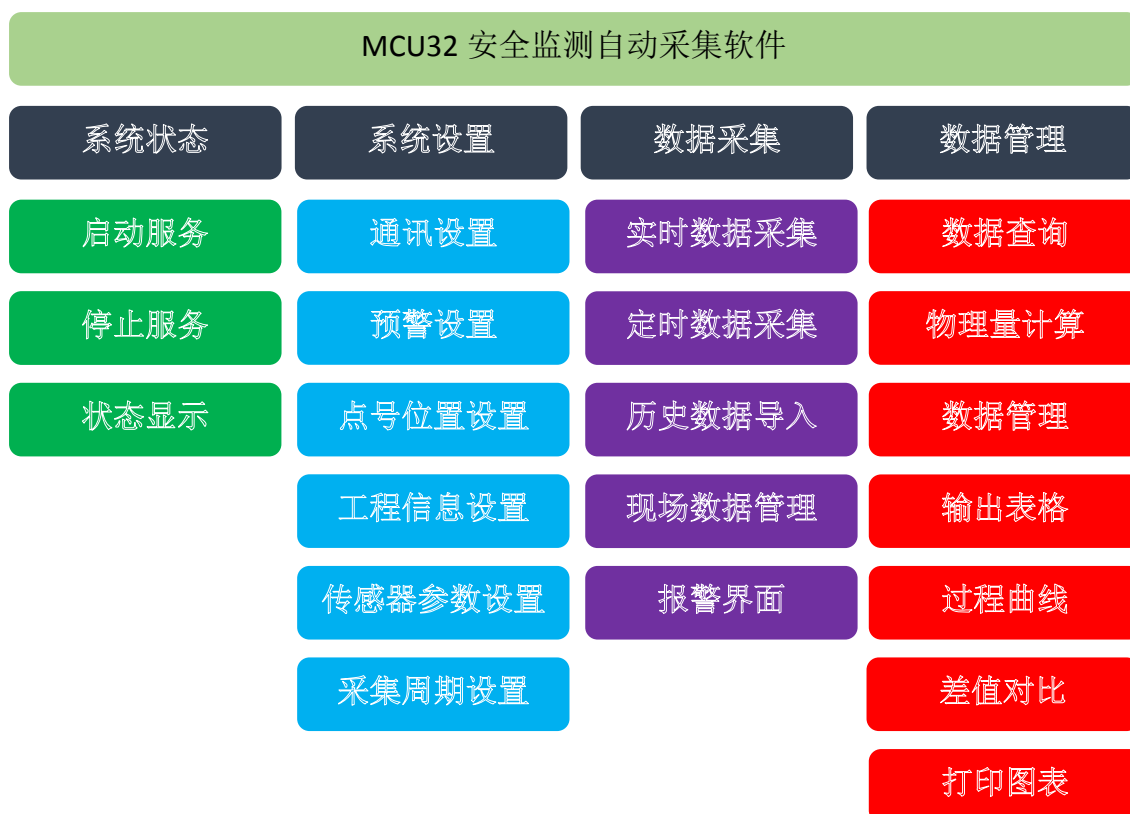 MCU32 安全监测自动采集软件
系统状态 系统设置 数据采集 数据管理
启动服务 通讯设置 实时数据采集 数据查询
停止服务 预警设置 定时数据采集 物理量计算
状态显示 点号位置设置 历史数据导入 数据管理
工程信息设置 现场数据管理 输出表格
传感器参数设置 报警界面 过程曲线
采集周期设置 差值对比
打印图表